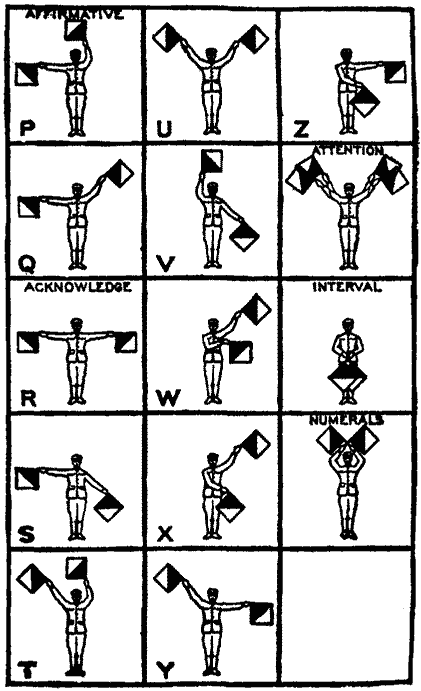 AFFIRMATIVE
P
U
Z
ATTENTION
Q
V
ACKNOWLEDGE
INTERVAL
R
W
NUMERALS
S
X
T
Y